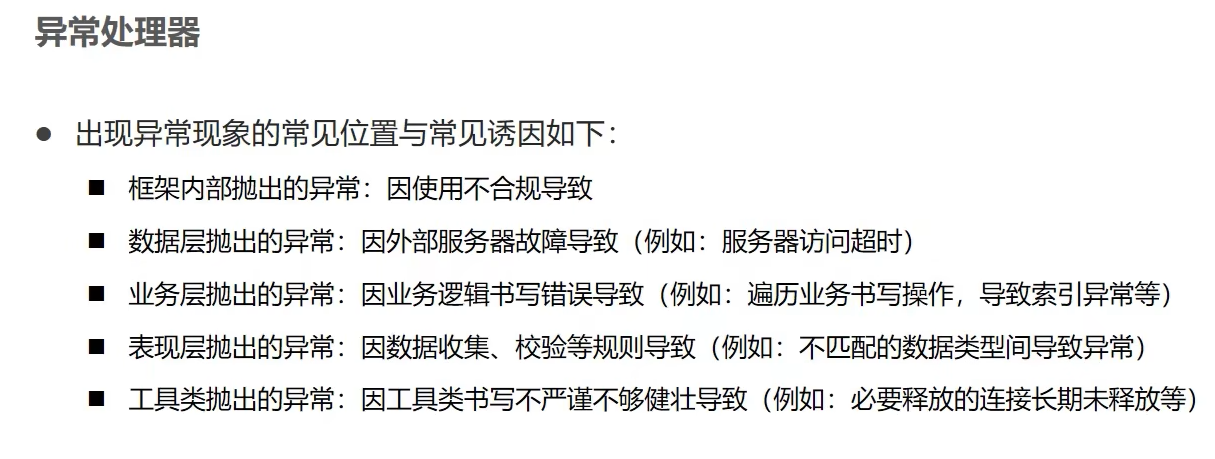 异常处理器
● 出现异常现象的常见位置与常见诱因如下：
■ 框架内部抛出的异常：因使用不合规导致
■ 数据层抛出的异常：因外部服务器故障导致（例如：服务器访问超时）
■ 业务层抛出的异常：因业务逻辑书写错误导致（例如：遍历业务书写操作，导致索引异常等）
■ 表现层抛出的异常：因数据收集、校验等规则导致（例如：不匹配的数据类型间导致异常）
■ 工具类抛出的异常：因工具类书写不严谨不够健壮导致（例如：必要释放的连接长期未释放等）